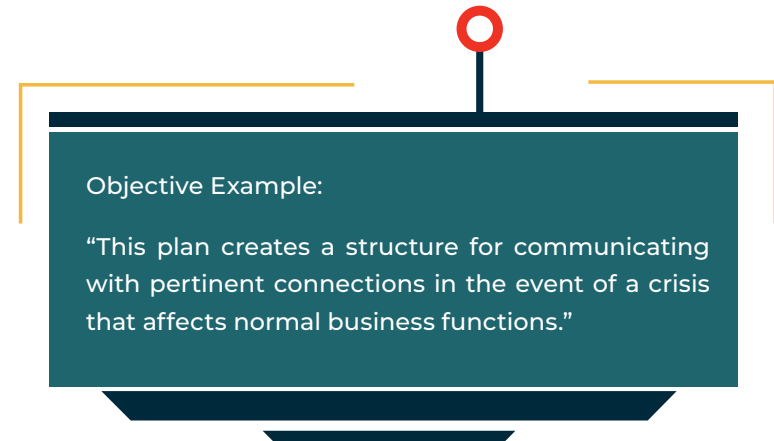 Objective Example:
“This plan creates a structure for communicating
with pertinent connections in the event of a crisis
that affects normal business functions.”